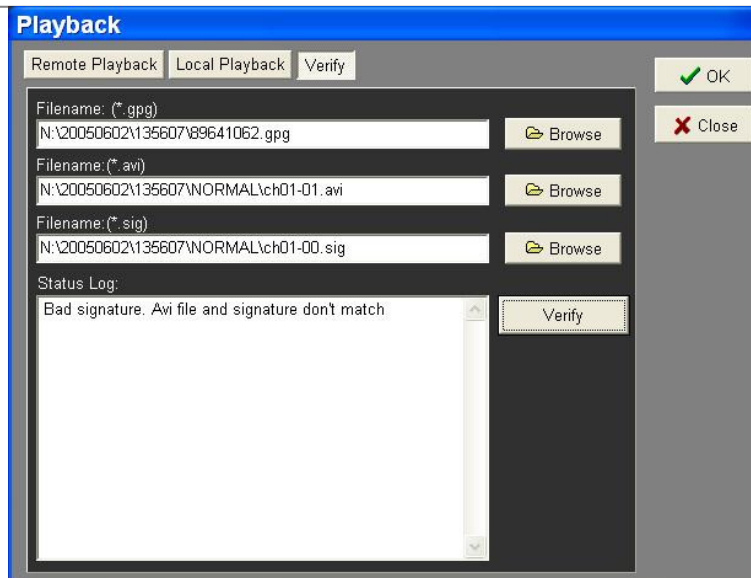 Playback
Remote Playback Local Playback Verify
OK
Filename: (*.gpg)
N:\20050602\135607\89641062.gpg Browse
Close
Filename:(*.avi)
N:\20050602\135607\NORMAL\ch01-01.avi Browse
Filename:(*.sig)
N:\20050602\135607\NORMAL\ch01-00.sig Browse
Status Log:
Bad signature. Avi file and signature don't match
Verify